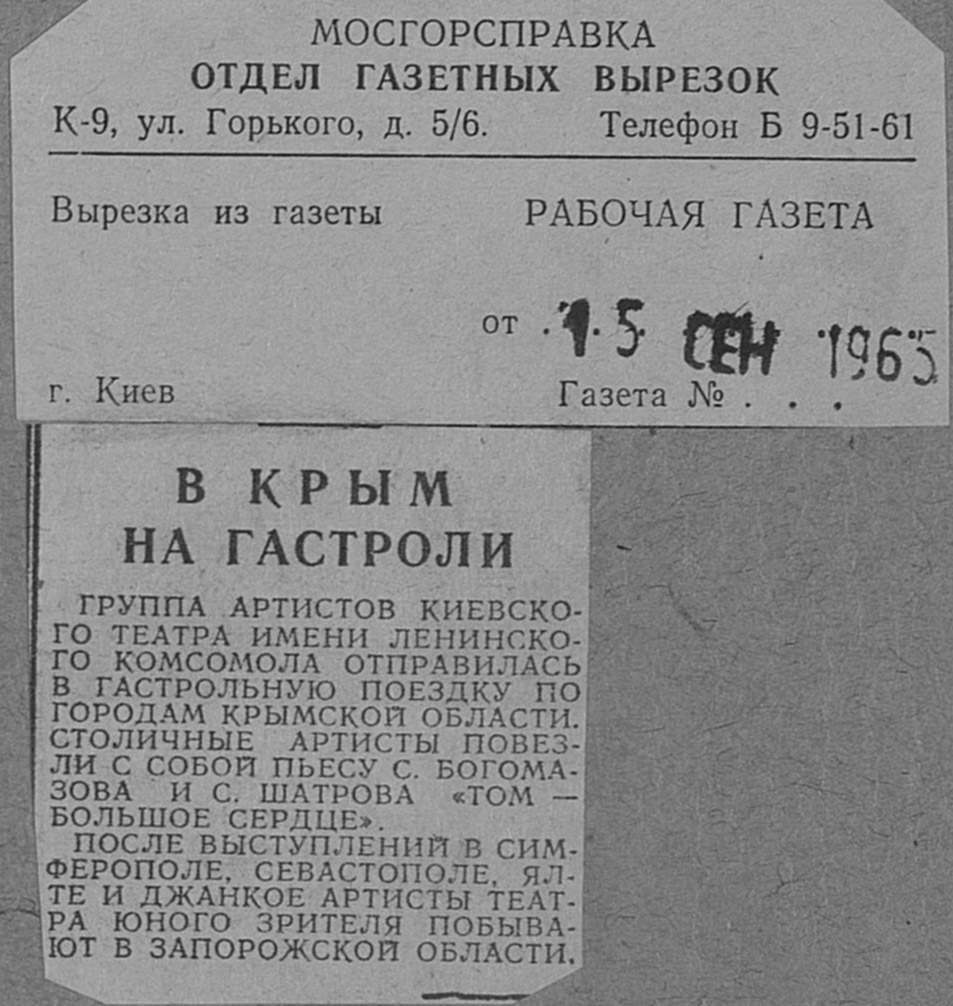 МОСГОРСПРАВКА
ОТДЕЛ ГАЗЕТНЫХ ВЫРЕЗОК
К-9, ул. Горького, д. 5/6. Телефон Б 9-51-61
Вырезка из газеты РАБОЧАЯ ГАЗЕТА
от 15 СЕН 1965
г. Киев Газета № . . .
В КРЫМ
НА ГАСТРОЛИ
ГРУППА АРТИСТОВ КИЕВСКО-
ГО ТЕАТРА ИМЕНИ ЛЕНИНСКО-
ГО КОМСОМОЛА ОТПРАВИЛАСЬ
В ГАСТРОЛЬНУЮ ПОЕЗДКУ ПО
ГОРОДАМ КРЫМСКОЙ ОБЛАСТИ.
СТОЛИЧНЫЕ АРТИСТЫ ПОВЕЗ-
ЛИ С СОБОЙ ПЬЕСУ С. БОГОМА-
ЗОВА И С. ШАТРОВА «ТОМ —
БОЛЬШОЕ СЕРДЦЕ».
ПОСЛЕ ВЫСТУПЛЕНИЙ В СИМ-
ФЕРОПОЛЕ, СЕВАСТОПОЛЕ, ЯЛ-
ТЕ И ДЖАНКОЕ АРТИСТЫ ТЕАТ-
РА ЮНОГО ЗРИТЕЛЯ ПОБЫВА-
ЮТ В ЗАПОРОЖСКОЙ ОБЛАСТИ.